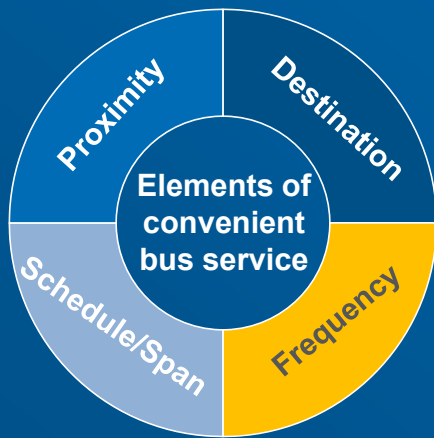 Proximity
Destination
Elements of
convenient
bus service
Schedule/Span
Frequency